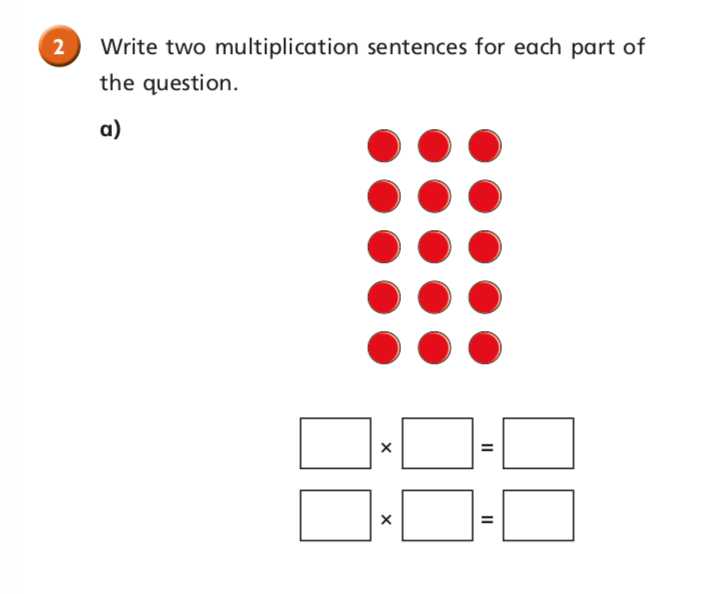 2 Write two multiplication sentences for each part of
the question.
a)
× =
× =